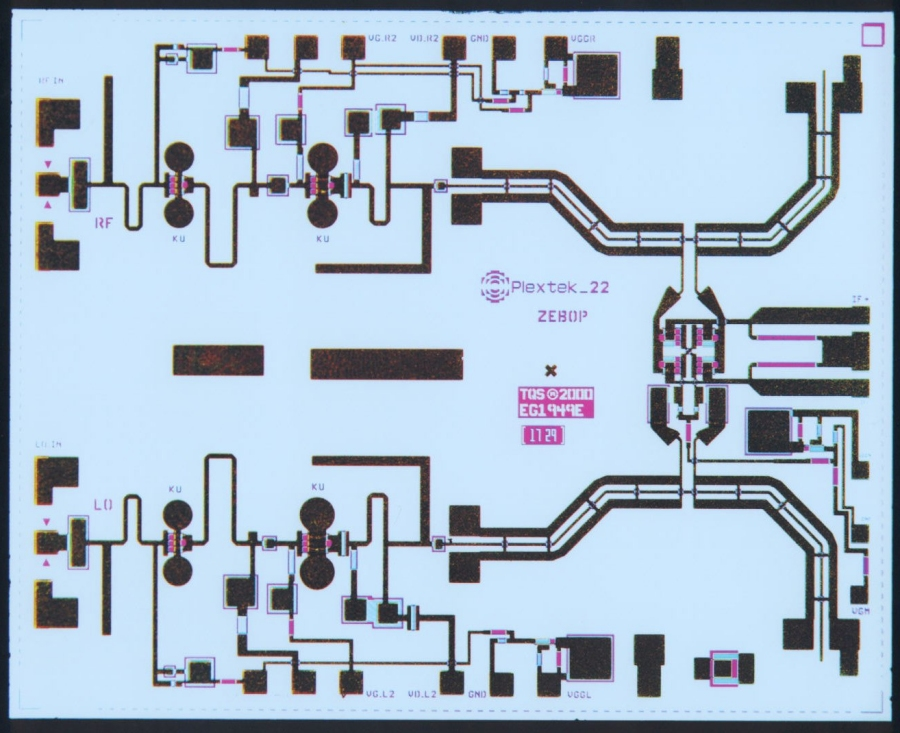 VG.R2
VD.R2
GND
VGGR
RF IN
RF
KU
KU
Plextek_22
ZEBOP
IF+
TQS 2000
EG1949E
1729
LO IN
LO
KU
KU
VGM
VG.L2
VD.L2
GND
VGGL